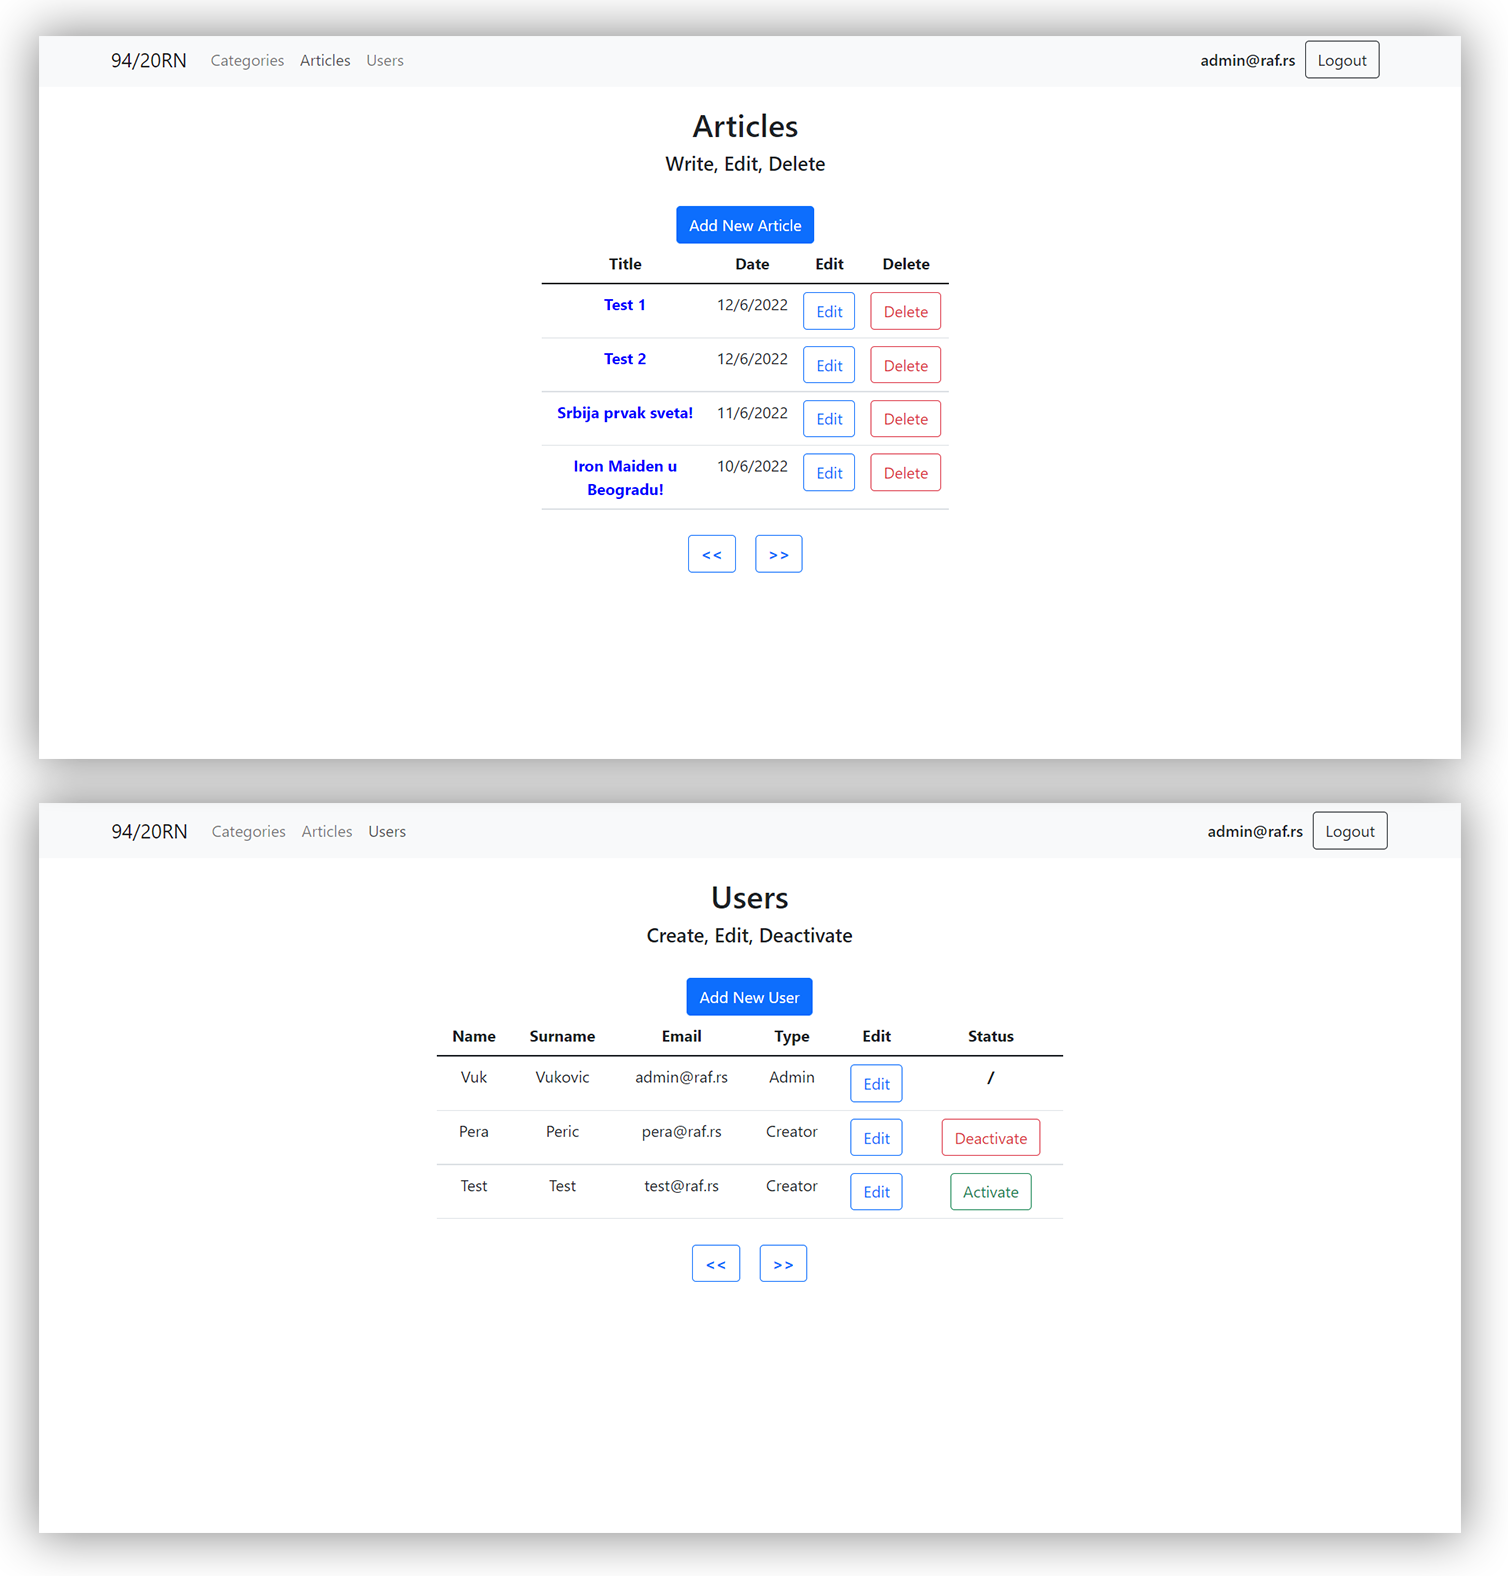 94/20RN Categories Articles Users admin@raf.rs Logout
Articles
Write, Edit, Delete
Add New Article
Title Date Edit Delete
Test 1 12/6/2022 Edit Delete
Test 2 12/6/2022 Edit Delete
Srbija prvak sveta! 11/6/2022 Edit Delete
Iron Maiden u 10/6/2022 Edit Delete
Beogradu!
<< >>
94/20RN Categories Articles Users admin@raf.rs Logout
Users
Create, Edit, Deactivate
Add New User
Name Surname Email Type Edit Status
Vuk Vukovic admin@raf.rs Admin Edit /
Pera Peric pera@raf.rs Creator Edit Deactivate
Test Test test@raf.rs Creator Edit Activate
<< >>